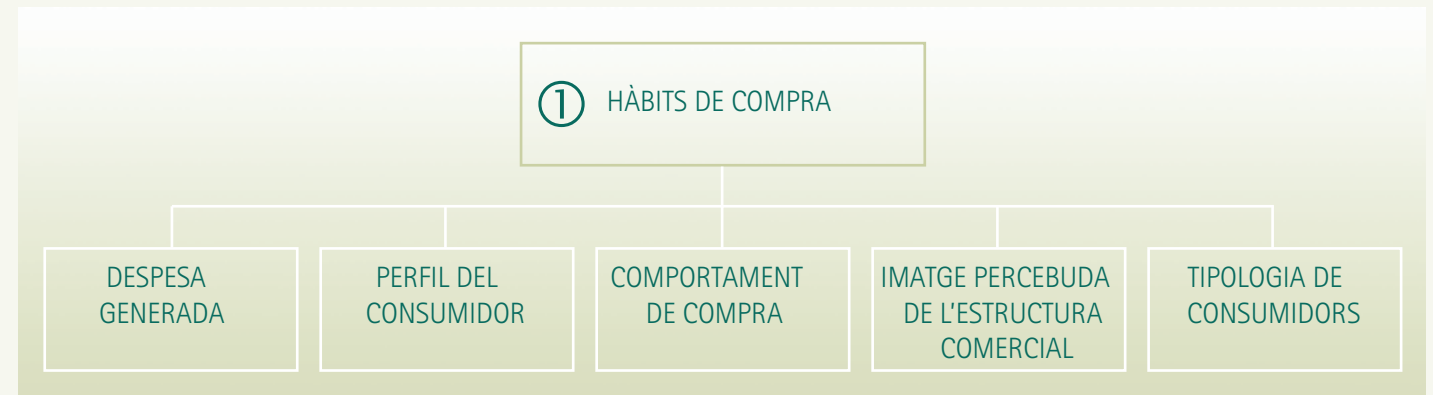 ① HÀBITS DE COMPRA
DESPESA
GENERADA
PERFIL DEL
CONSUMIDOR
COMPORTAMENT
DE COMPRA
IMATGE PERCEBUDA
DE L'ESTRUCTURA
COMERCIAL
TIPOLOGIA DE
CONSUMIDORS